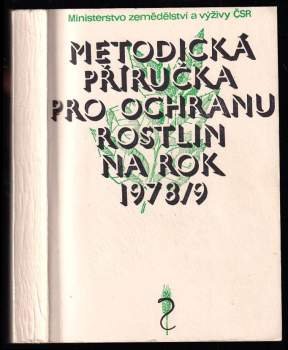 Ministerstvo zemědělství a výživy ČSR
METODICKÁ
PŘÍRUČKA
PRO OCHRANU
ROSTLIN
NA ROK
1978/9